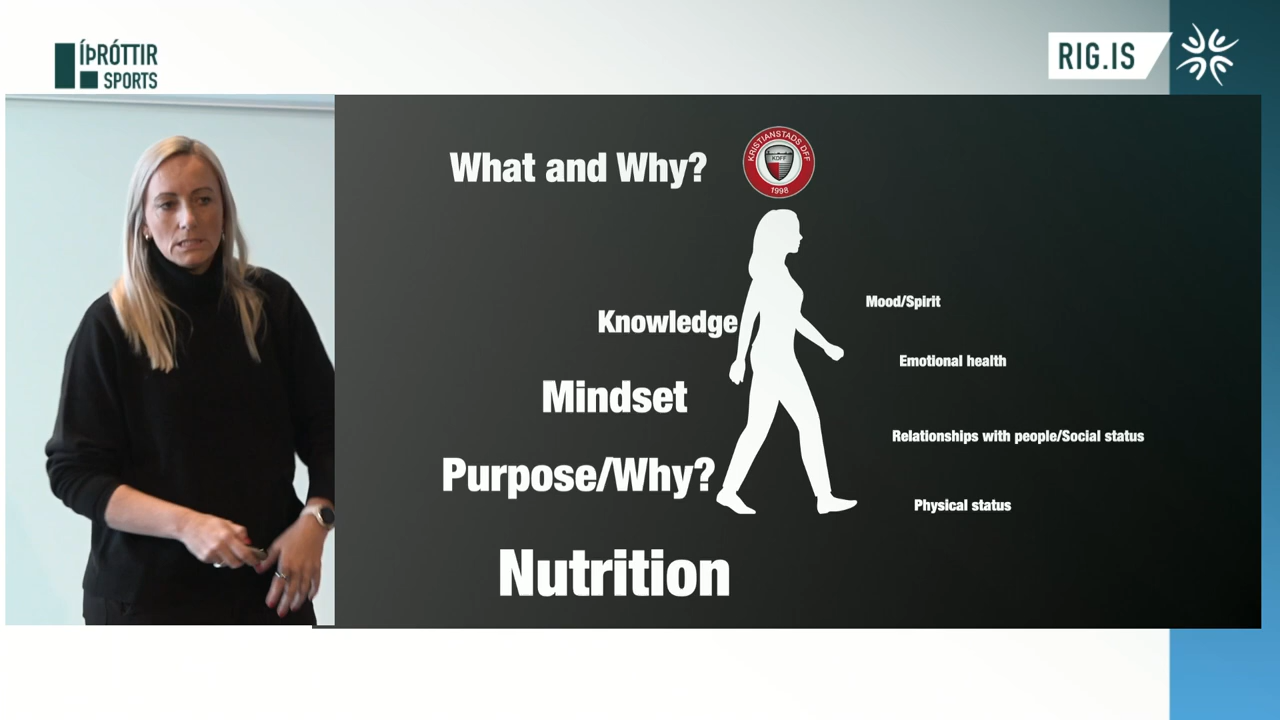 ÍÞRÓTTIR
SPORTS
RIG.IS
What and Why?
KRISTIANSTADS DFF
KDFF
1998
Knowledge
Mood/Spirit
Emotional health
Mindset
Relationships with people/Social status
Purpose/Why?
Physical status
Nutrition